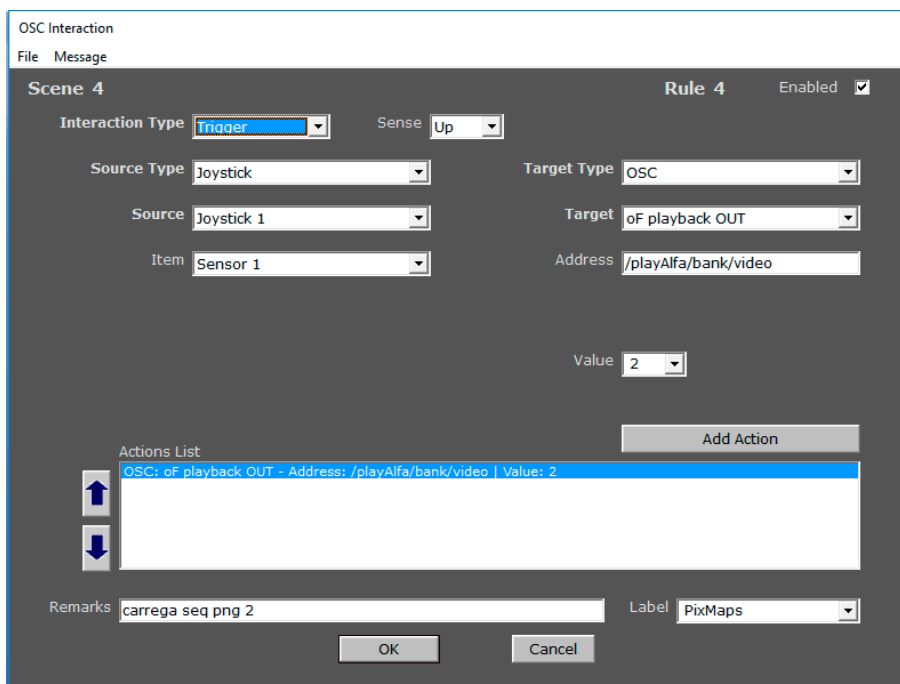 OSC Interaction
File Message
Scene 4 Rule 4 Enabled
Interaction Type Trigger Sense Up
Source Type Joystick Target Type OSC
Source Joystick 1 Target oF playback OUT
Item Sensor 1 Address /playAlfa/bank/video
Value 2
Add Action
Actions List
OSC: oF playback OUT - Address: /playAlfa/bank/video | Value: 2
Remarks carrega seq png 2 Label PixMaps
OK Cancel